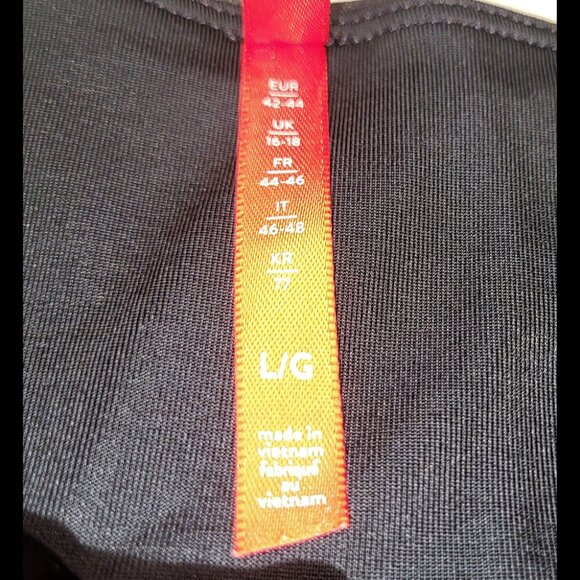 EUR
42-44
UK
16-18
FR
44-46
IT
46-48
KR
77
L/G
made in
vietnam
fabriqué
au
vietnam